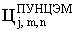 Ц ПУНЦЭМ j, m, n